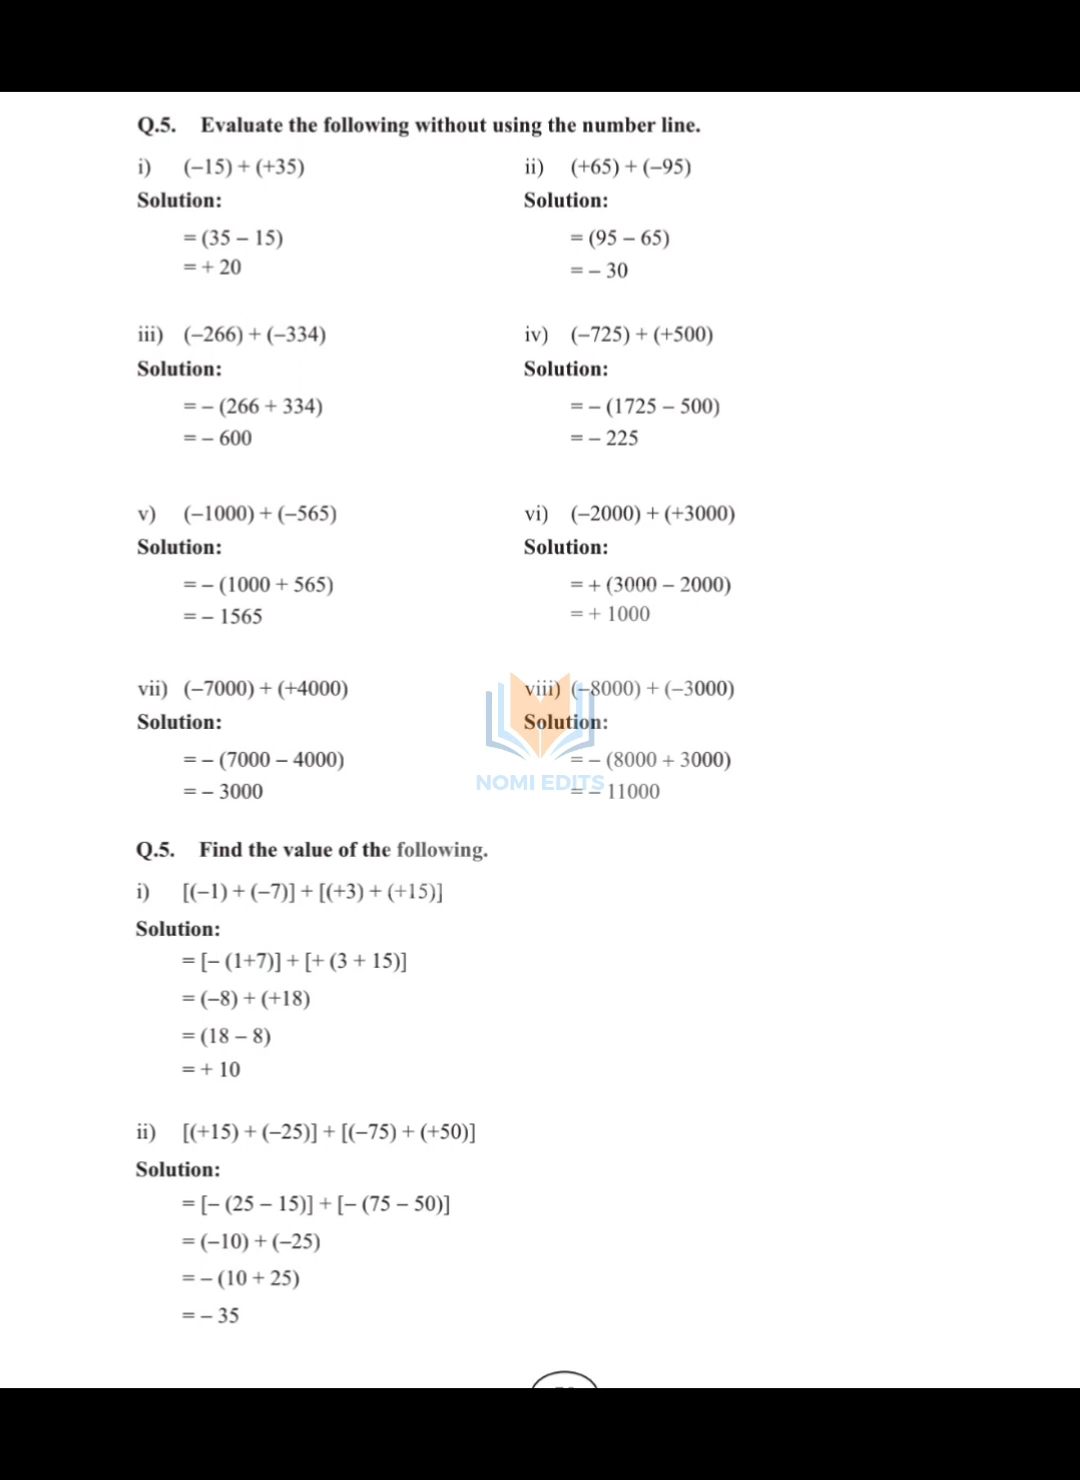 Q.5. Evaluate the following without using the number line.
i) (–15) + (+35)
ii) (+65) + (–95)
Solution:
Solution:
= (35 – 15)
= (95 – 65)
= + 20
= – 30
iii) (–266) + (–334)
iv) (–725) + (+500)
Solution:
Solution:
= – (266 + 334)
= – (1725 – 500)
= – 600
= – 225
v) (–1000) + (–565)
vi) (–2000) + (+3000)
Solution:
Solution:
= – (1000 + 565)
= + (3000 – 2000)
= – 1565
= + 1000
vii) (–7000) + (+4000)
viii) (–8000) + (–3000)
Solution:
Solution:
= – (7000 – 4000)
= – (8000 + 3000)
NOMI EDITS
= – 3000
= – 11000
Q.5. Find the value of the following.
i) [(–1) + (–7)] + [(+3) + (+15)]
Solution:
= [– (1+7)] + [+ (3 + 15)]
= (–8) + (+18)
= (18 – 8)
= + 10
ii) [(+15) + (–25)] + [(–75) + (+50)]
Solution:
= [– (25 – 15)] + [– (75 – 50)]
= (–10) + (–25)
= – (10 + 25)
= – 35